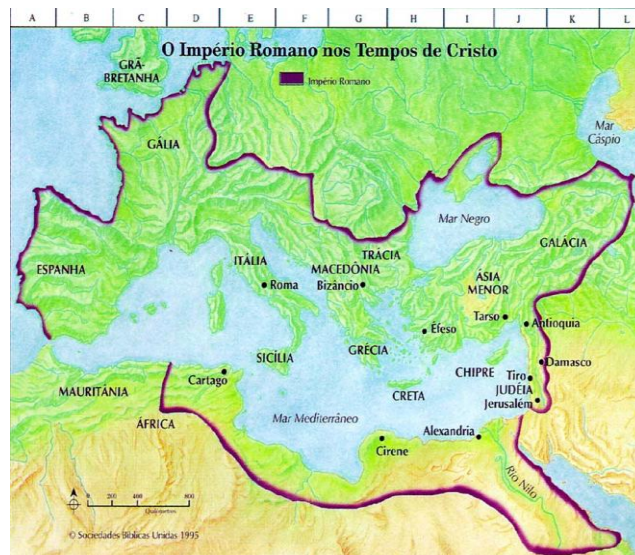 A B C D E F G H I J K L
O Império Romano nos Tempos de Cristo
Império Romano
GRÃ-
BRETANHA
GÁLIA
Mar
Cáspio
Mar Negro
ESPANHA
ITÁLIA
Roma
TRÁCIA
MACEDÔNIA
Bizâncio
GALÁCIA
ÁSIA
MENOR
Tarso
Antioquia
Éfeso
SICÍLIA
GRÉCIA
CHIPRE
Damasco
Cartago
Tiro
JUDÉIA
Jerusalém
MAURITÂNIA
CRETA
ÁFRICA
Mar Mediterrâneo
Cirene
Alexandria
Rio Nilo
0 200 400 600
Quilômetros
© Sociedades Bíblicas Unidas 1995